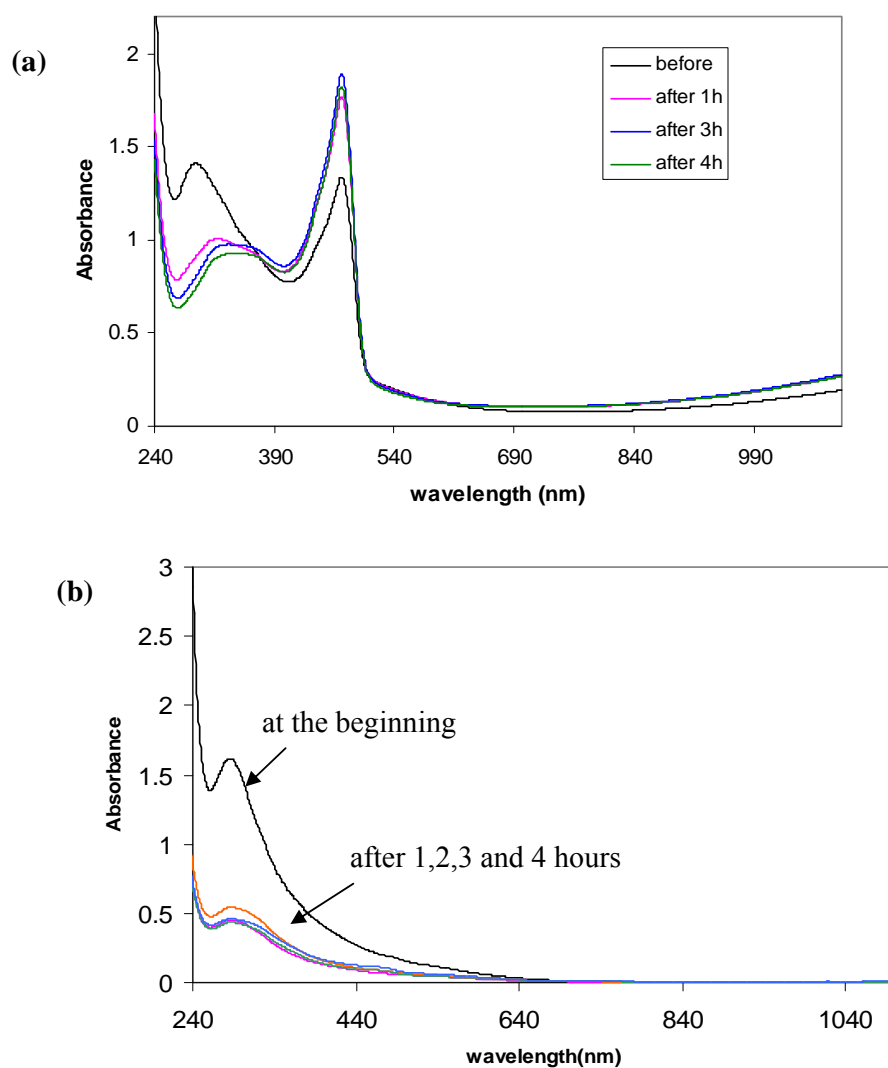 (a)
2
1.5
1
0.5
0
Absorbance
before
after 1h
after 3h
after 4h
240 390 540 690 840 990
wavelength (nm)
(b)
3
2.5
2
1.5
1
0.5
0
Absorbance
at the beginning
after 1,2,3 and 4 hours
240 440 640 840 1040
wavelength(nm)